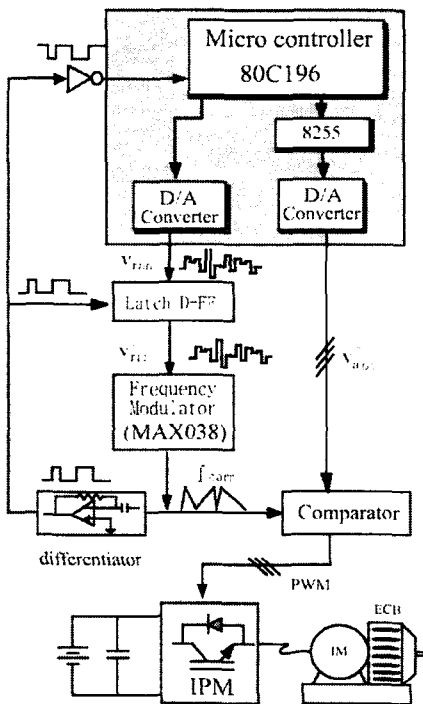 Micro controller
80C196
8255
D/A
Converter
D/A
Converter
Latch D-FF
Frequency
Modulator
(MAX038)
Comparator
differentiator
PWM
ECB
IM
IPM